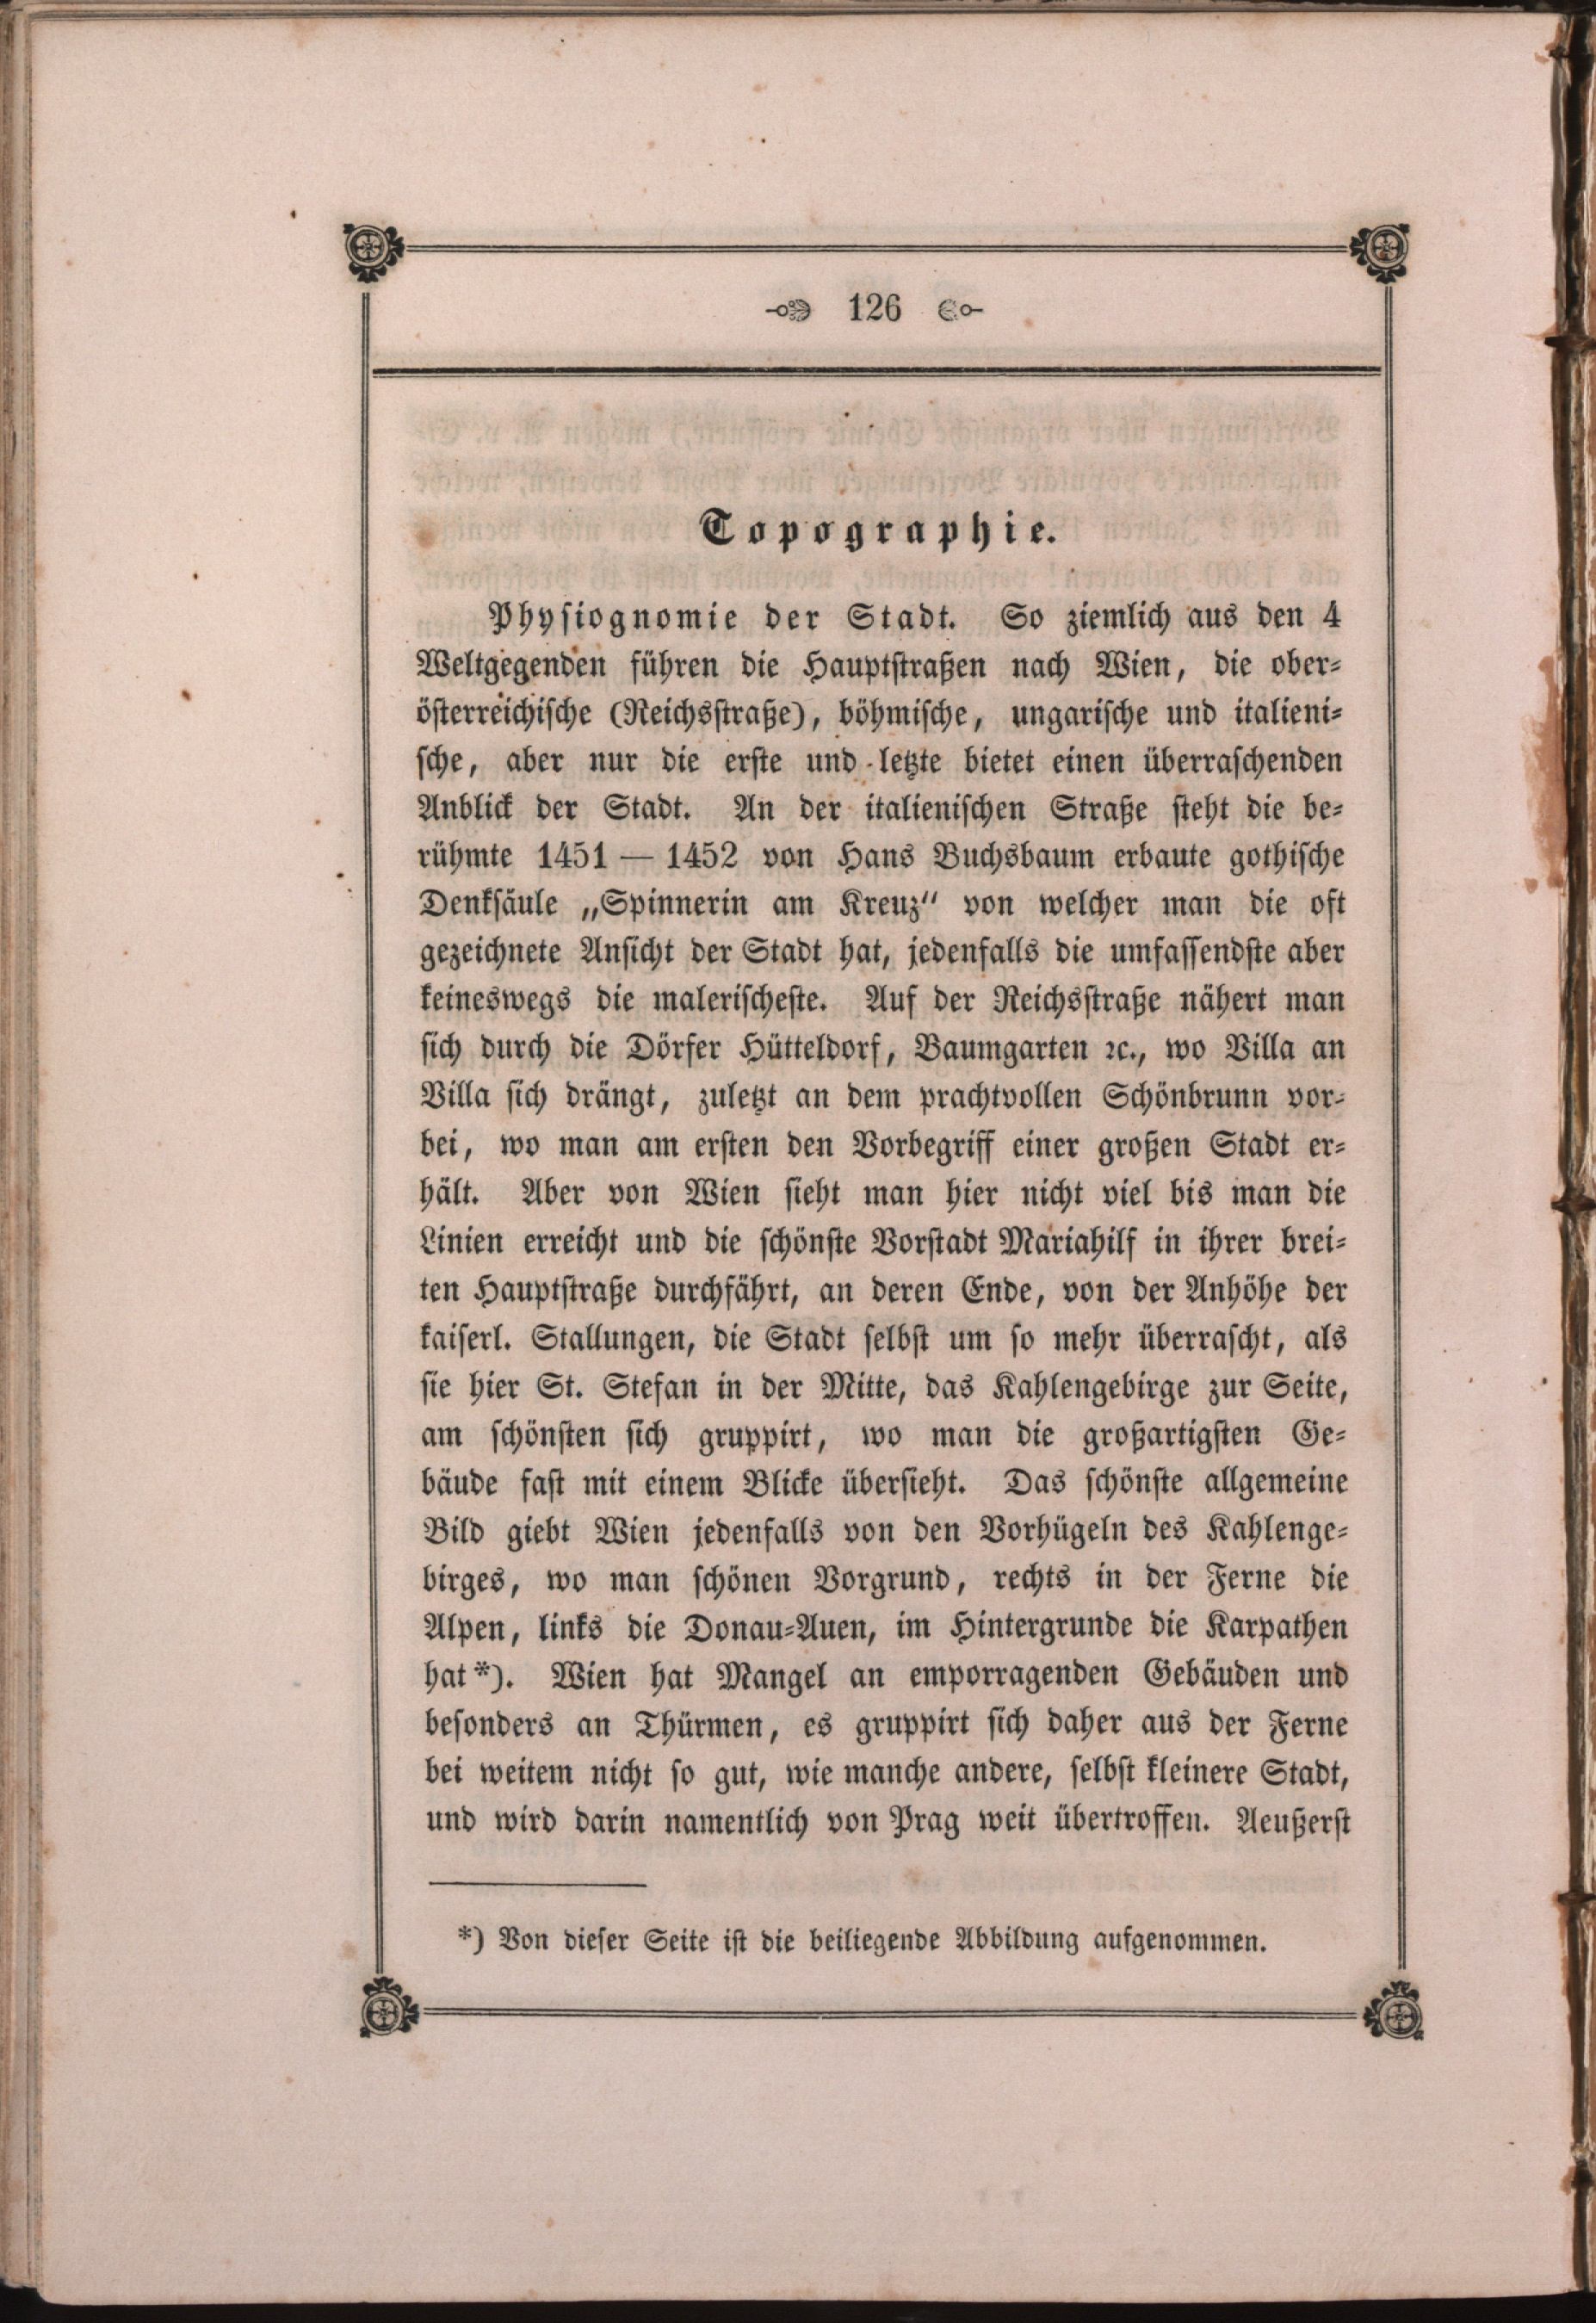 126
Topographie.
Physiognomie der Stadt. So ziemlich aus den 4
Weltgegenden führen die Hauptstraßen nach Wien, die ober-
österreichische (Reichsstraße), böhmische, ungarische und italieni-
sche, aber nur die erste und letzte bietet einen überraschenden
Anblick der Stadt. An der italienischen Straße steht die be-
rühmte 1451 — 1452 von Hans Buchsbaum erbaute gothische
Denksäule „Spinnerin am Kreuz“ von welcher man die oft
gezeichnete Ansicht der Stadt hat, jedenfalls die umfassendste aber
keineswegs die malerischeste. Auf der Reichsstraße nähert man
sich durch die Dörfer Hütteldorf, Baumgarten ꝛc., wo Villa an
Villa sich drängt, zuletzt an dem prachtvollen Schönbrunn vor-
bei, wo man am ersten den Vorbegriff einer großen Stadt er-
hält. Aber von Wien sieht man hier nicht viel bis man die
Linien erreicht und die schönste Vorstadt Mariahilf in ihrer brei-
ten Hauptstraße durchfährt, an deren Ende, von der Anhöhe der
kaiserl. Stallungen, die Stadt selbst um so mehr überrascht, als
sie hier St. Stefan in der Mitte, das Kahlengebirge zur Seite,
am schönsten sich gruppirt, wo man die großartigsten Ge-
bäude fast mit einem Blicke übersieht. Das schönste allgemeine
Bild giebt Wien jedenfalls von den Vorhügeln des Kahlenge-
birges, wo man schönen Vorgrund, rechts in der Ferne die
Alpen, links die Donau-Auen, im Hintergrunde die Karpathen
hat *). Wien hat Mangel an emporragenden Gebäuden und
besonders an Thürmen, es gruppirt sich daher aus der Ferne
bei weitem nicht so gut, wie manche andere, selbst kleinere Stadt,
und wird darin namentlich von Prag weit übertroffen. Aeußerst
*) Von dieser Seite ist die beiliegende Abbildung aufgenommen.